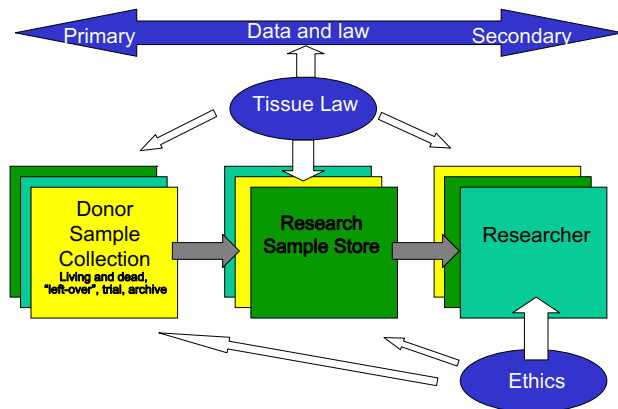 Primary
Data and law
Secondary
Tissue Law
Donor
Sample
Collection
Living and dead,
"left-over", trial, archive
Research
Sample Store
Researcher
Ethics